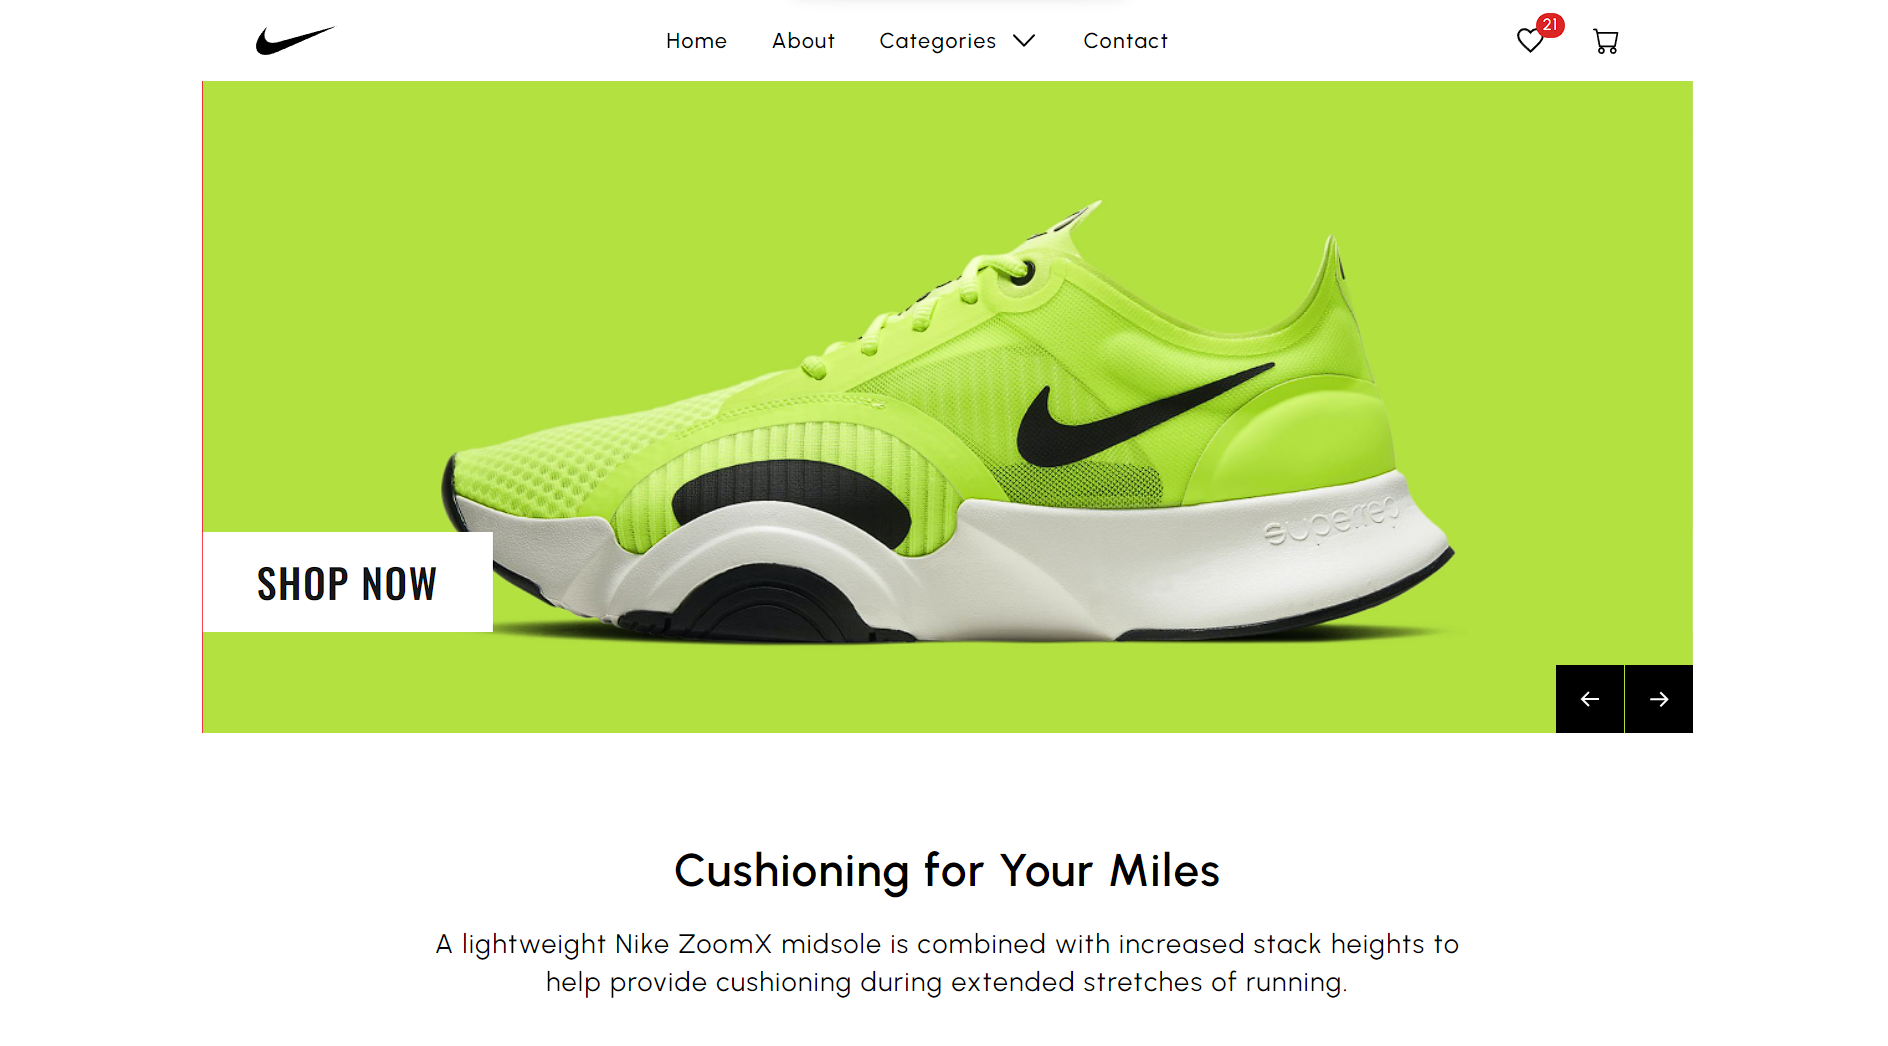 Home About Categories Contact 21
superrep
SHOP NOW
Cushioning for Your Miles
A lightweight Nike ZoomX midsole is combined with increased stack heights to
help provide cushioning during extended stretches of running.